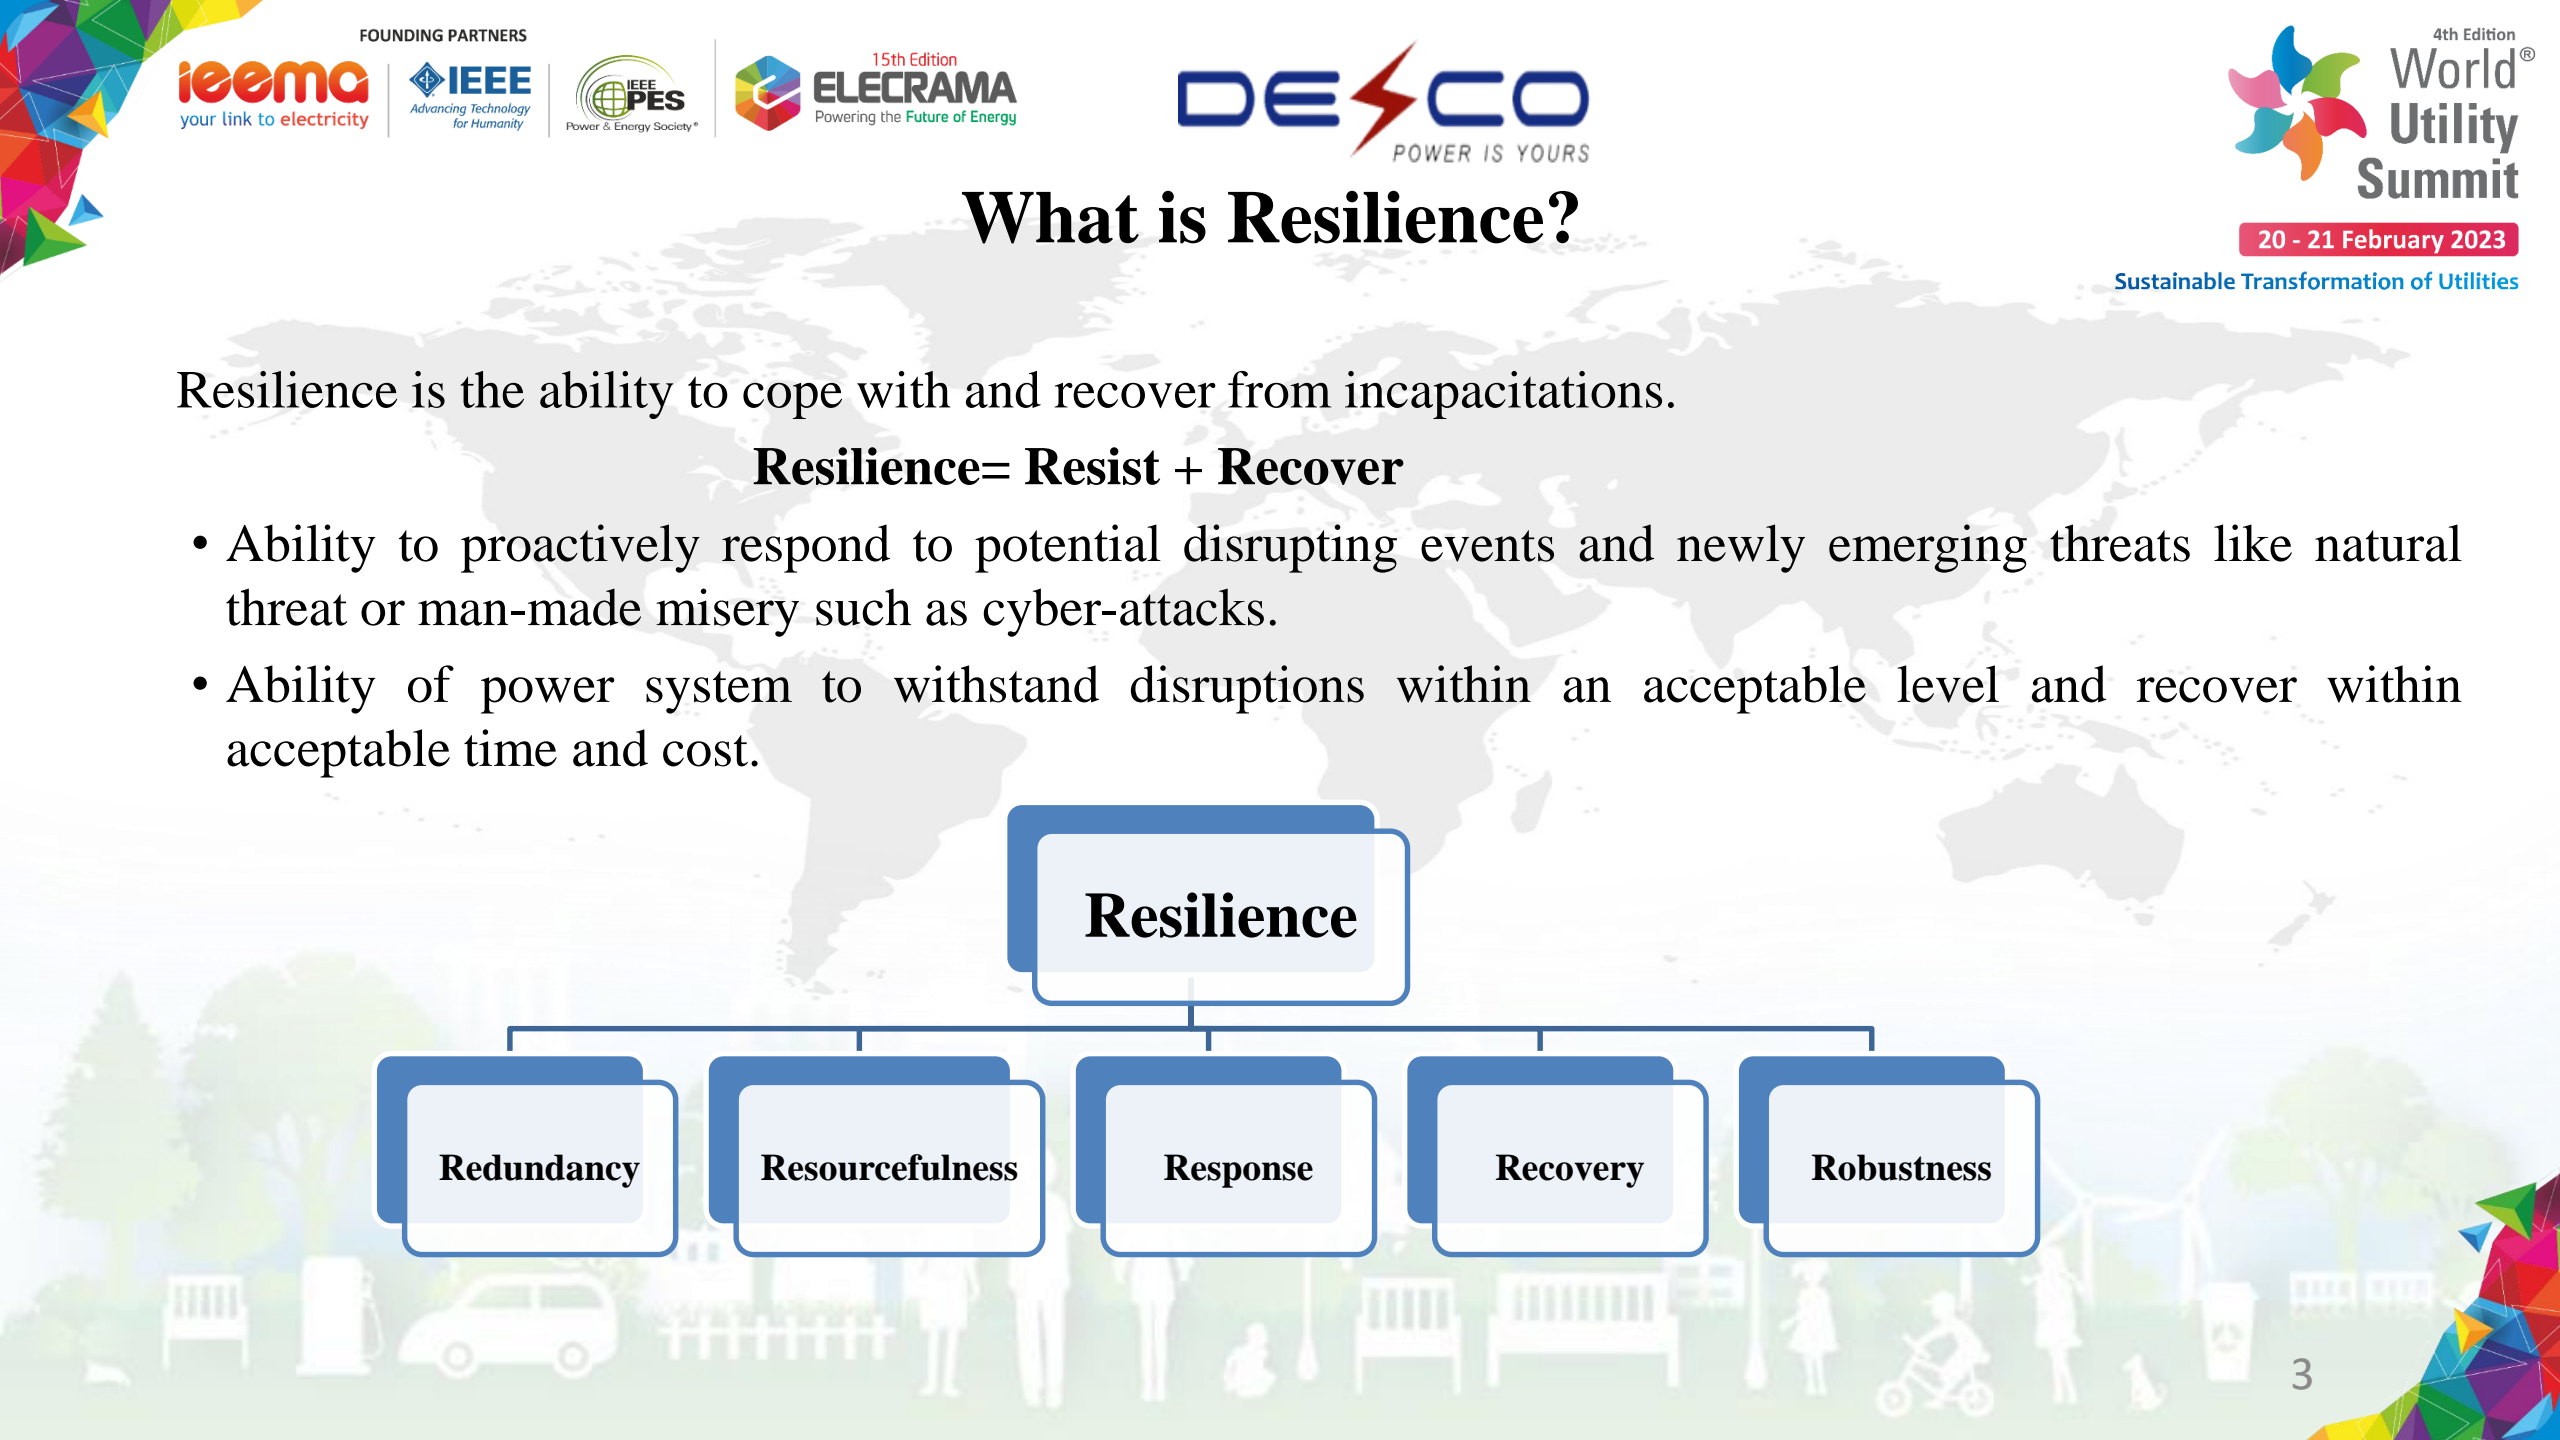 FOUNDING PARTNERS
ieema
your link to electricity
IEEE
Advancing Technology
for Humanity
IEEE
PES
Power & Energy Society®
15th Edition
ELECRAMA
Powering the Future of Energy
DESCO
POWER IS YOURS
4th Edition
World®
Utility
Summit
20 - 21 February 2023
Sustainable Transformation of Utilities
What is Resilience?
Resilience is the ability to cope with and recover from incapacitations.
Resilience= Resist + Recover
• Ability to proactively respond to potential disrupting events and newly emerging threats like natural
threat or man-made misery such as cyber-attacks.
• Ability of power system to withstand disruptions within an acceptable level and recover within
acceptable time and cost.
Resilience
Redundancy
Resourcefulness
Response
Recovery
Robustness
3